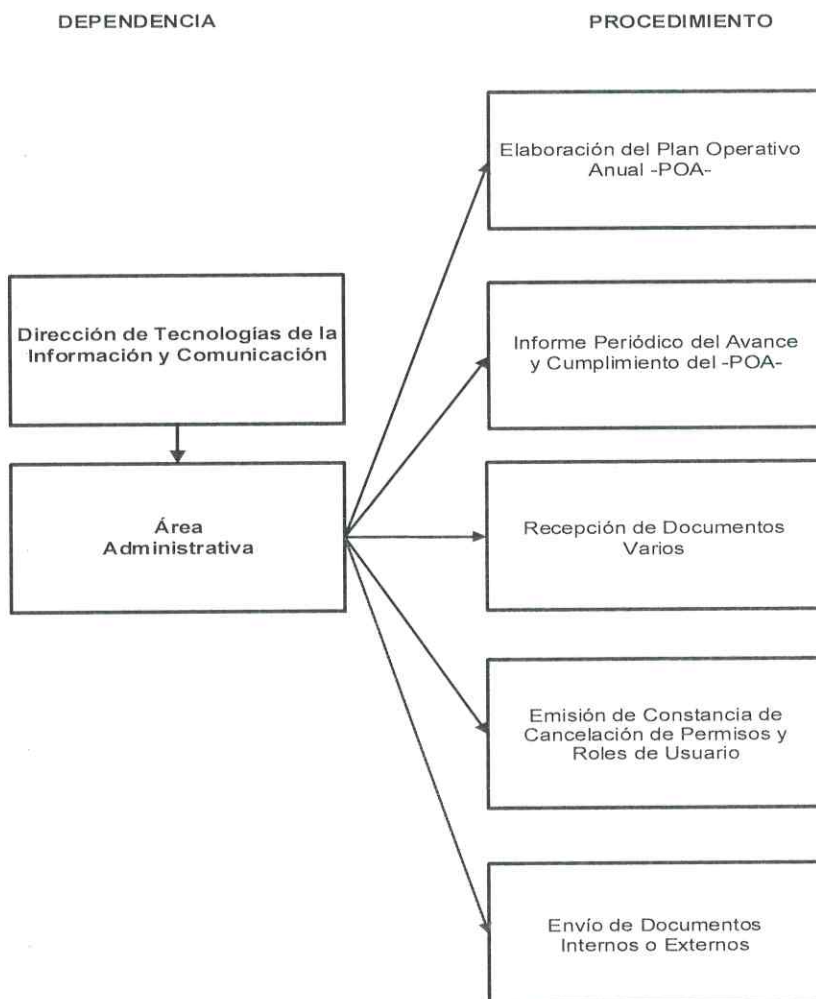 DEPENDENCIA
PROCEDIMIENTO
Elaboración del Plan Operativo
Anual -POA-
Dirección de Tecnologías de la
Información y Comunicación
Informe Periódico del Avance
y Cumplimiento del -POA-
Área
Administrativa
Recepción de Documentos
Varios
Emisión de Constancia de
Cancelación de Permisos y
Roles de Usuario
Envío de Documentos
Internos o Externos